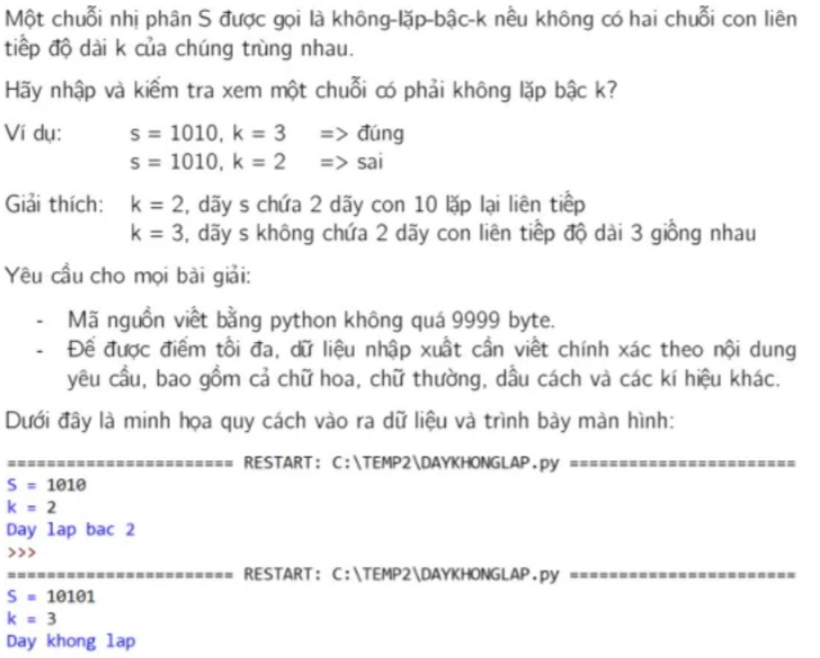 Một chuỗi nhị phân S được gọi là không-lặp-bậc-k nếu không có hai chuỗi con liên
tiếp độ dài k của chúng trùng nhau.
Hãy nhập và kiểm tra xem một chuỗi có phải không lặp bậc k?
Ví dụ: s = 1010, k = 3 => đúng
s = 1010, k = 2 => sai
Giải thích: k = 2, dãy s chứa 2 dãy con 10 lặp lại liên tiếp
k = 3, dãy s không chứa 2 dãy con liên tiếp độ dài 3 giống nhau
Yêu cầu cho mọi bài giải:
- Mã nguồn viết bằng python không quá 9999 byte.
- Để được điểm tối đa, dữ liệu nhập xuất cần viết chính xác theo nội dung
yêu cầu, bao gồm cả chữ hoa, chữ thường, dấu cách và các kí hiệu khác.
Dưới đây là minh họa quy cách vào ra dữ liệu và trình bày màn hình:
======================= RESTART: C:\TEMP2\DAYKHONGLAP.py =======================
S = 1010
k = 2
Day lap bac 2
>>>
======================= RESTART: C:\TEMP2\DAYKHONGLAP.py =======================
S = 10101
k = 3
Day khong lap